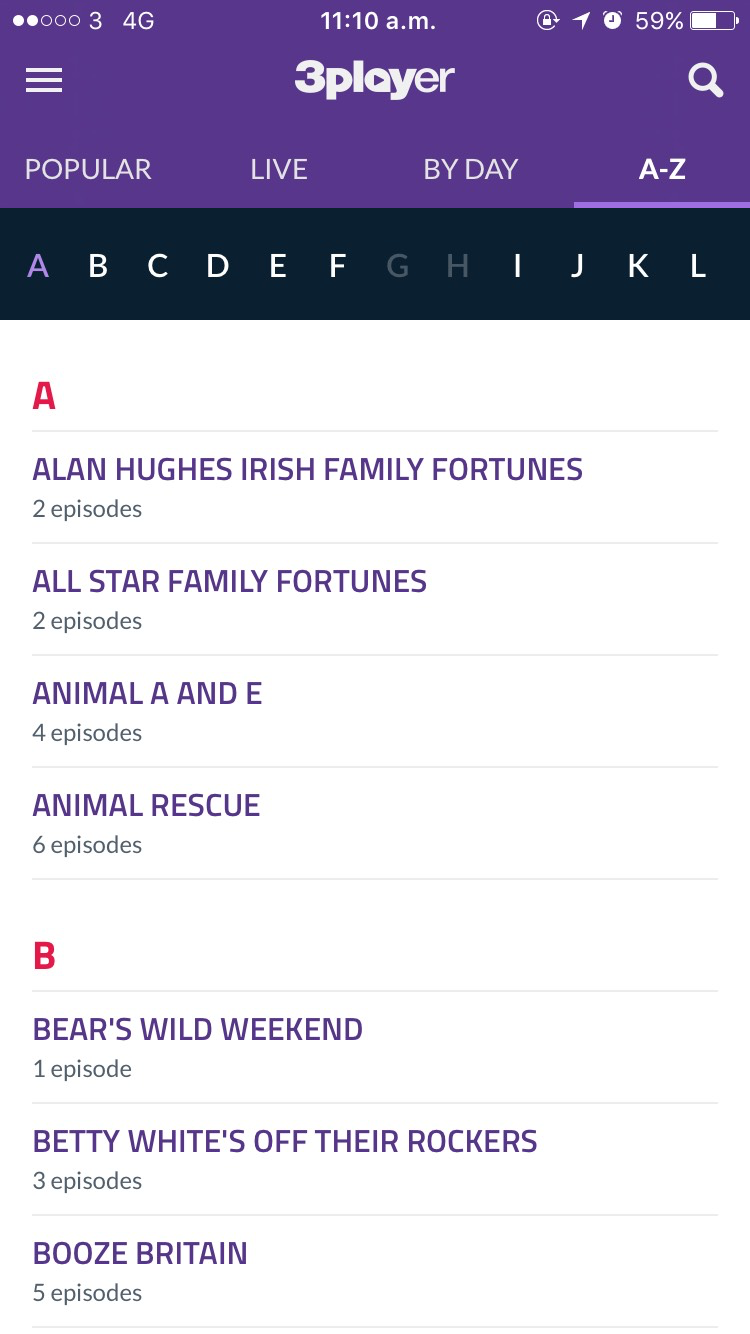 3 4G 11:10 a.m. 59%
3player
POPULAR LIVE BY DAY A-Z
A B C D E F G H I J K L
A
ALAN HUGHES IRISH FAMILY FORTUNES
2 episodes
ALL STAR FAMILY FORTUNES
2 episodes
ANIMAL A AND E
4 episodes
ANIMAL RESCUE
6 episodes
B
BEAR'S WILD WEEKEND
1 episode
BETTY WHITE'S OFF THEIR ROCKERS
3 episodes
BOOZE BRITAIN
5 episodes